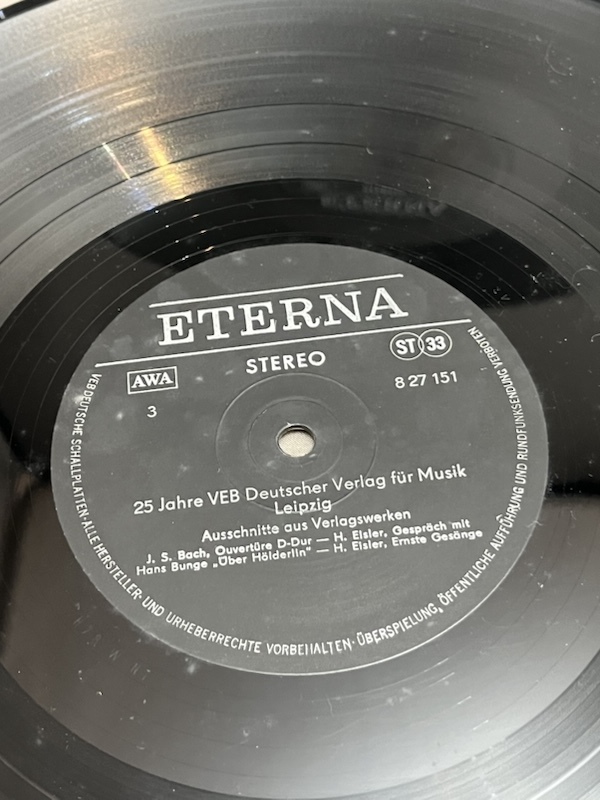 ETERNA
STEREO
ST 33
AWA
8 27 151
3
25 Jahre VEB Deutscher Verlag für Musik
Leipzig
Ausschnitte aus Verlagswerken
J. S. Bach, Ouvertüre D-Dur — H. Eisler, Gespräch mit
Hans Bunge „Über Hölderlin" — H. Eisler, Ernste Gesänge
VEB DEUTSCHE SCHALLPLATTEN · ALLE HERSTELLER- UND URHEBERRECHTE VORBEHALTEN · ÜBERSPIELUNG, ÖFFENTLICHE AUFFÜHRUNG UND RUNDFUNKSENDUNG VERBOTEN